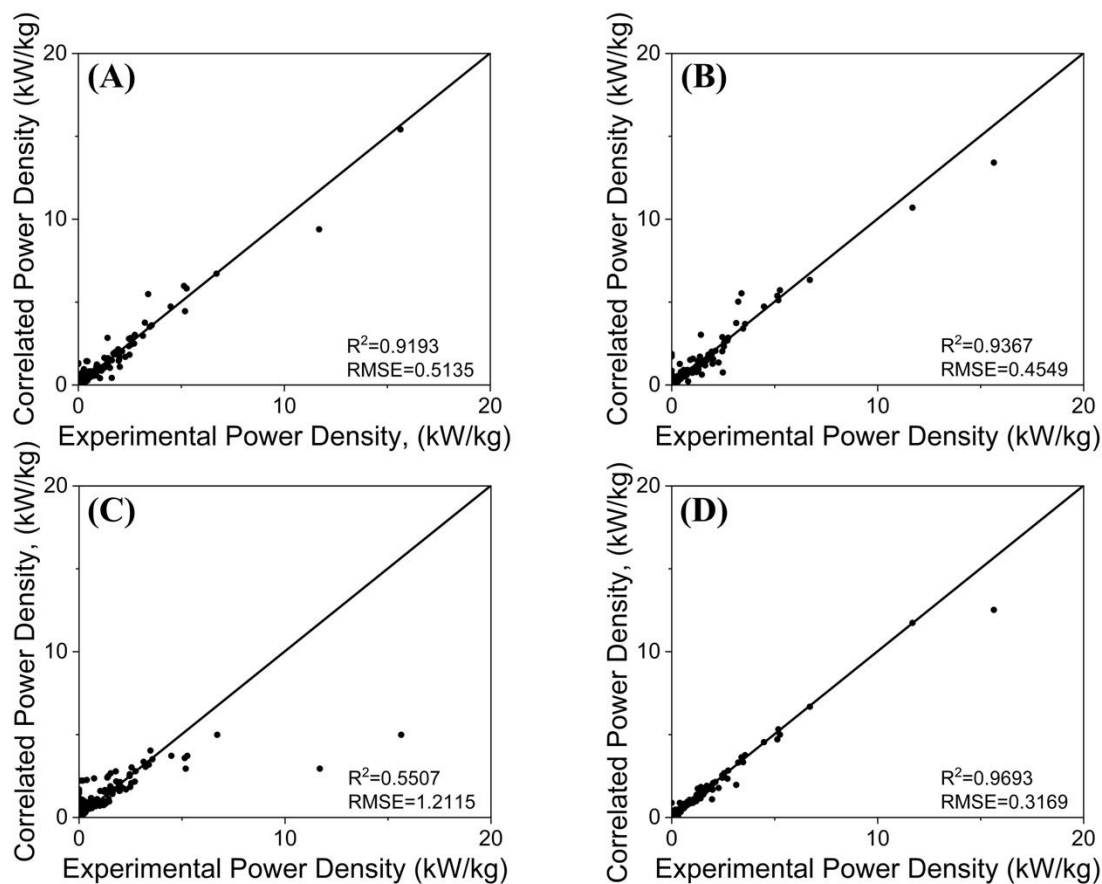 (A)
Correlated Power Density (kW/kg)
20
10
0
0
10
20
R²=0.9193
RMSE=0.5135
Experimental Power Density, (kW/kg)
(B)
Correlated Power Density (kW/kg)
20
10
0
0
10
20
R²=0.9367
RMSE=0.4549
Experimental Power Density (kW/kg)
(C)
Correlated Power Density, (kW/kg)
20
10
0
0
10
20
R²=0.5507
RMSE=1.2115
Experimental Power Density (kW/kg)
(D)
Correlated Power Density, (kW/kg)
20
10
0
0
10
20
R²=0.9693
RMSE=0.3169
Experimental Power Density (kW/kg)